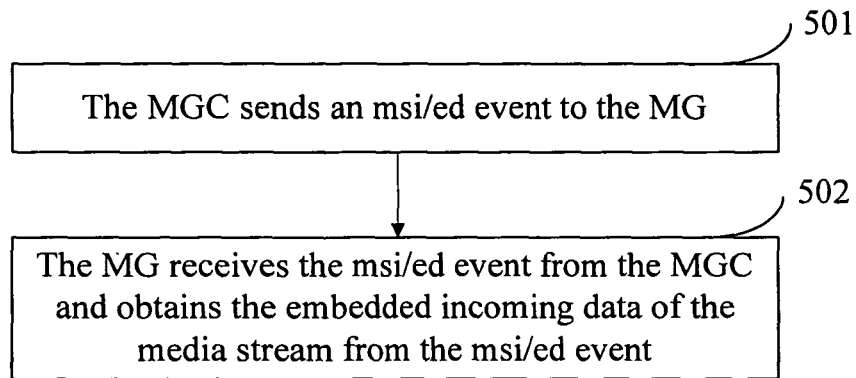 501
The MGC sends an msi/ed event to the MG
502
The MG receives the msi/ed event from the MGC
and obtains the embedded incoming data of the
media stream from the msi/ed event